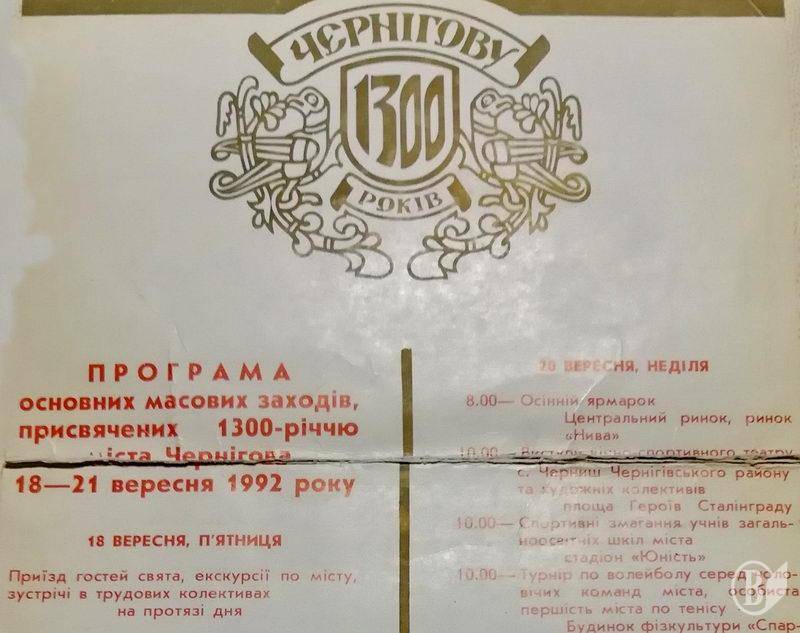 ЧЕРНІГОВУ
1300
РОКІВ
ПРОГРАМА
основних масових заходів,
присвячених 1300-річчю
міста Чернігова
18—21 вересня 1992 року
18 ВЕРЕСНЯ, П'ЯТНИЦЯ
Приїзд гостей свята, екскурсії по місту,
зустрічі в трудових колективах
на протязі дня
20 ВЕРЕСНЯ, НЕДІЛЯ
8.00— Осінній ярмарок
Центральний ринок, ринок
«Нива»
10.00— спортивного театру
с. Черниш Чернігівського району
та художніх колективів
площа Героїв Сталінграду
10.00— Спортивні змагання учнів загаль-
ноосвітніх шкіл міста
стадіон «Юність»
10.00— Турнір по волейболу серед чоло-
вічих команд міста, особиста
першість міста по тенісу
Будинок фізкультури «Спар-